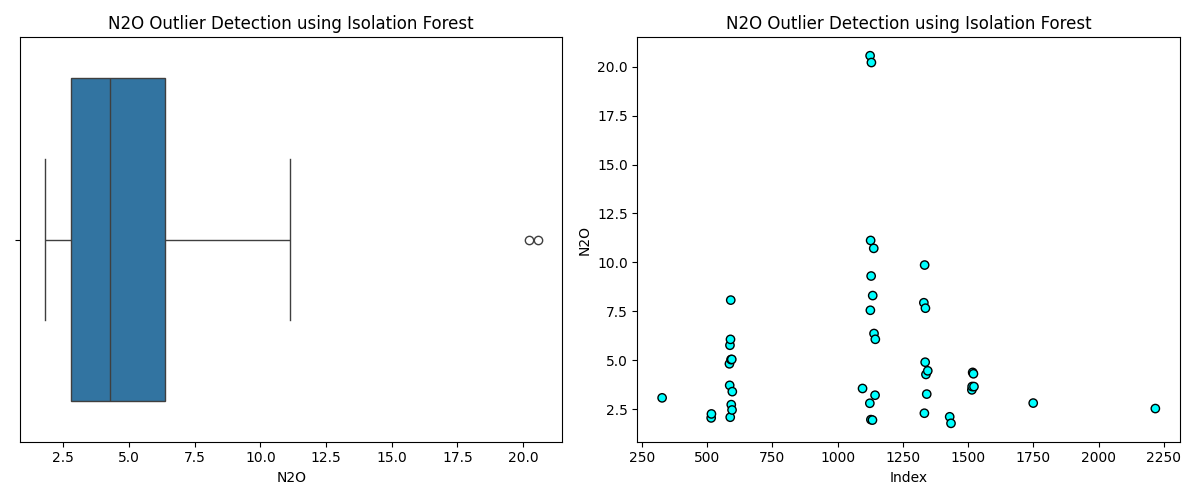 N2O Outlier Detection using Isolation Forest
2.5 5.0 7.5 10.0 12.5 15.0 17.5 20.0
N2O
N2O Outlier Detection using Isolation Forest
20.0
17.5
15.0
12.5
10.0
7.5
5.0
2.5
N2O
250 500 750 1000 1250 1500 1750 2000 2250
Index